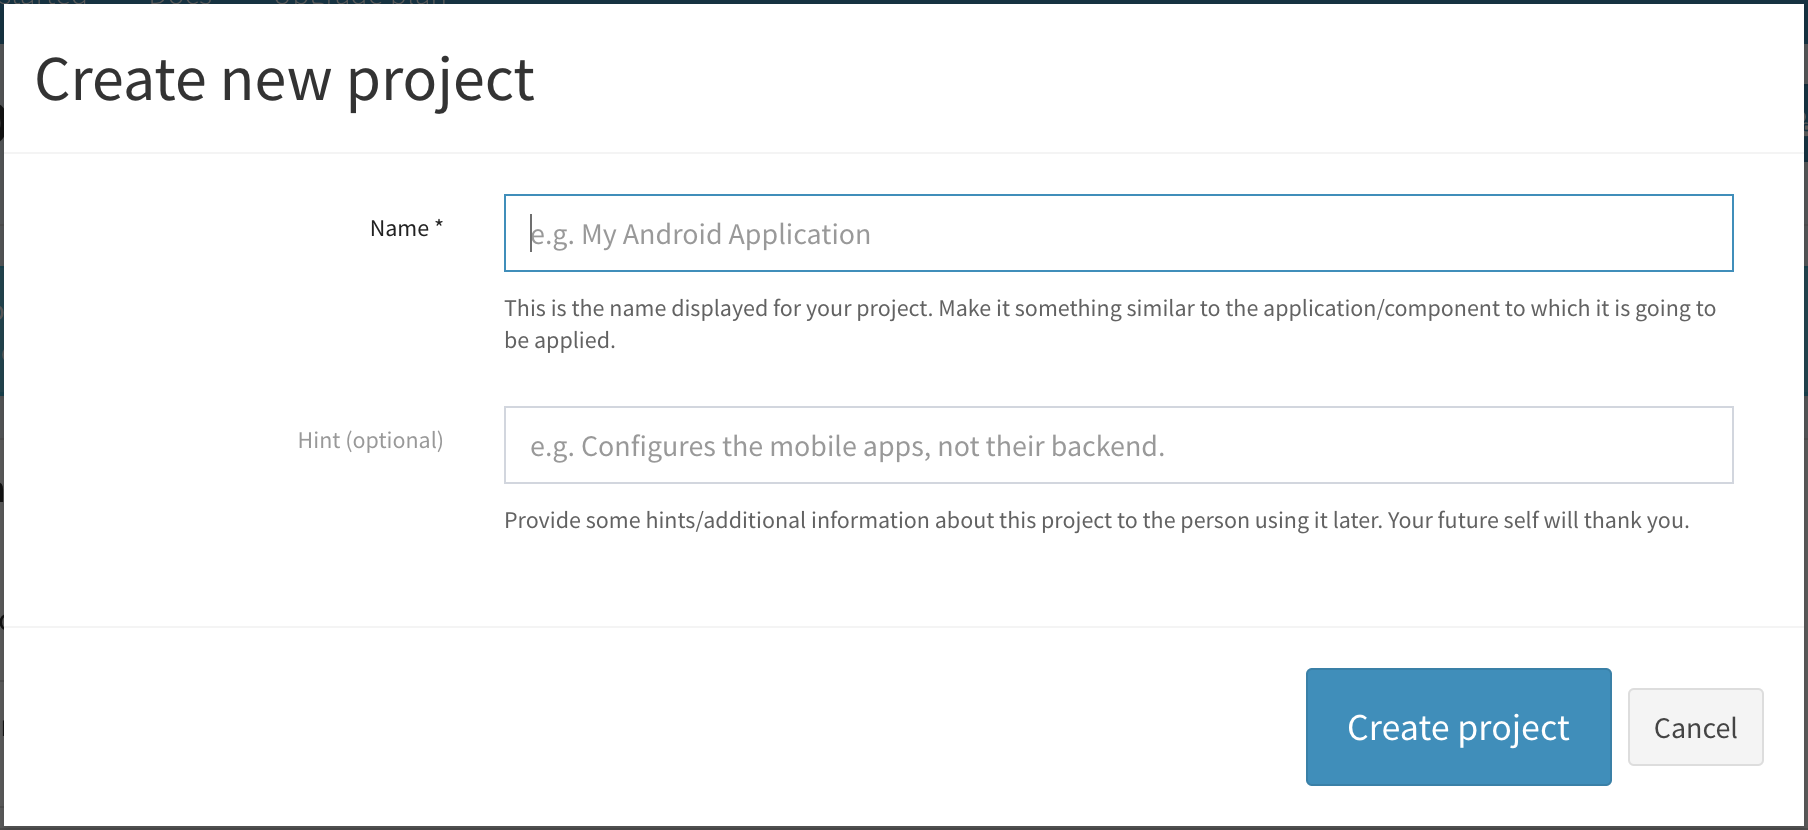 Docs
Create new project
Name *
e.g. My Android Application
This is the name displayed for your project. Make it something similar to the application/component to which it is going to
be applied.
Hint (optional)
e.g. Configures the mobile apps, not their backend.
Provide some hints/additional information about this project to the person using it later. Your future self will thank you.
Create project
Cancel